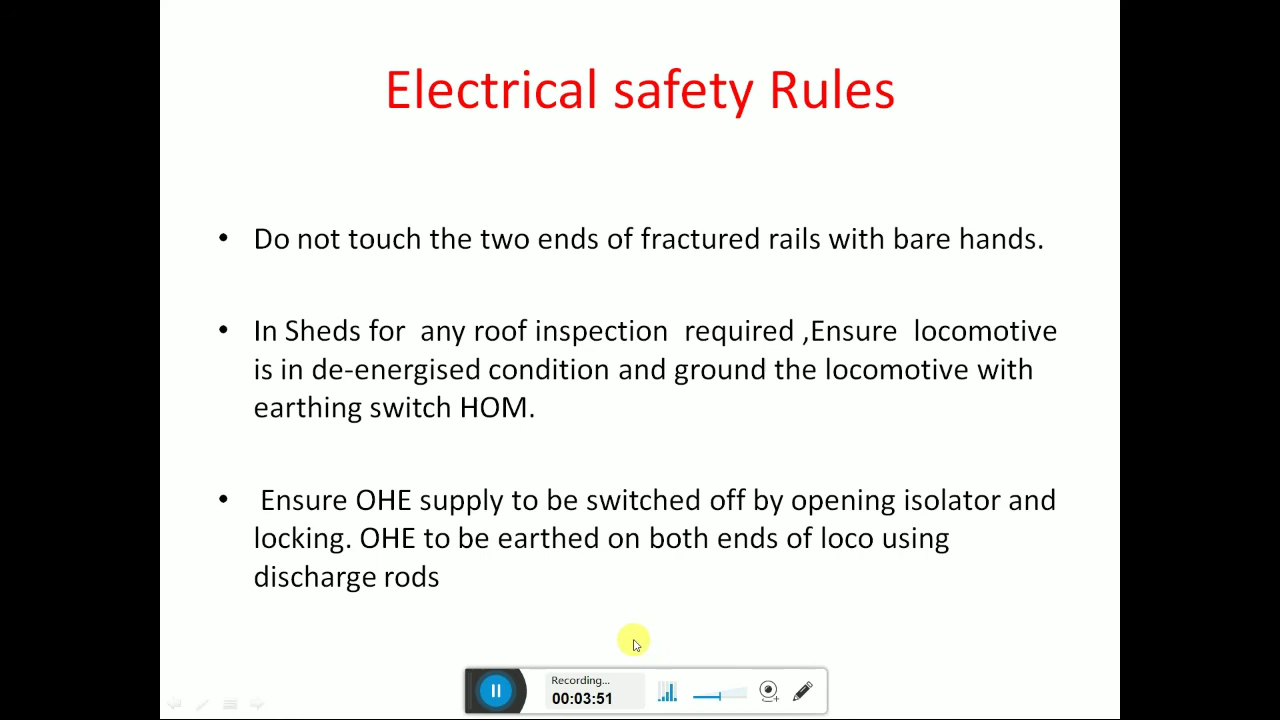 Electrical safety Rules
• Do not touch the two ends of fractured rails with bare hands.
• In Sheds for any roof inspection required ,Ensure locomotive
is in de-energised condition and ground the locomotive with
earthing switch HOM.
• Ensure OHE supply to be switched off by opening isolator and
locking. OHE to be earthed on both ends of loco using
discharge rods
Recording...
00:03:51